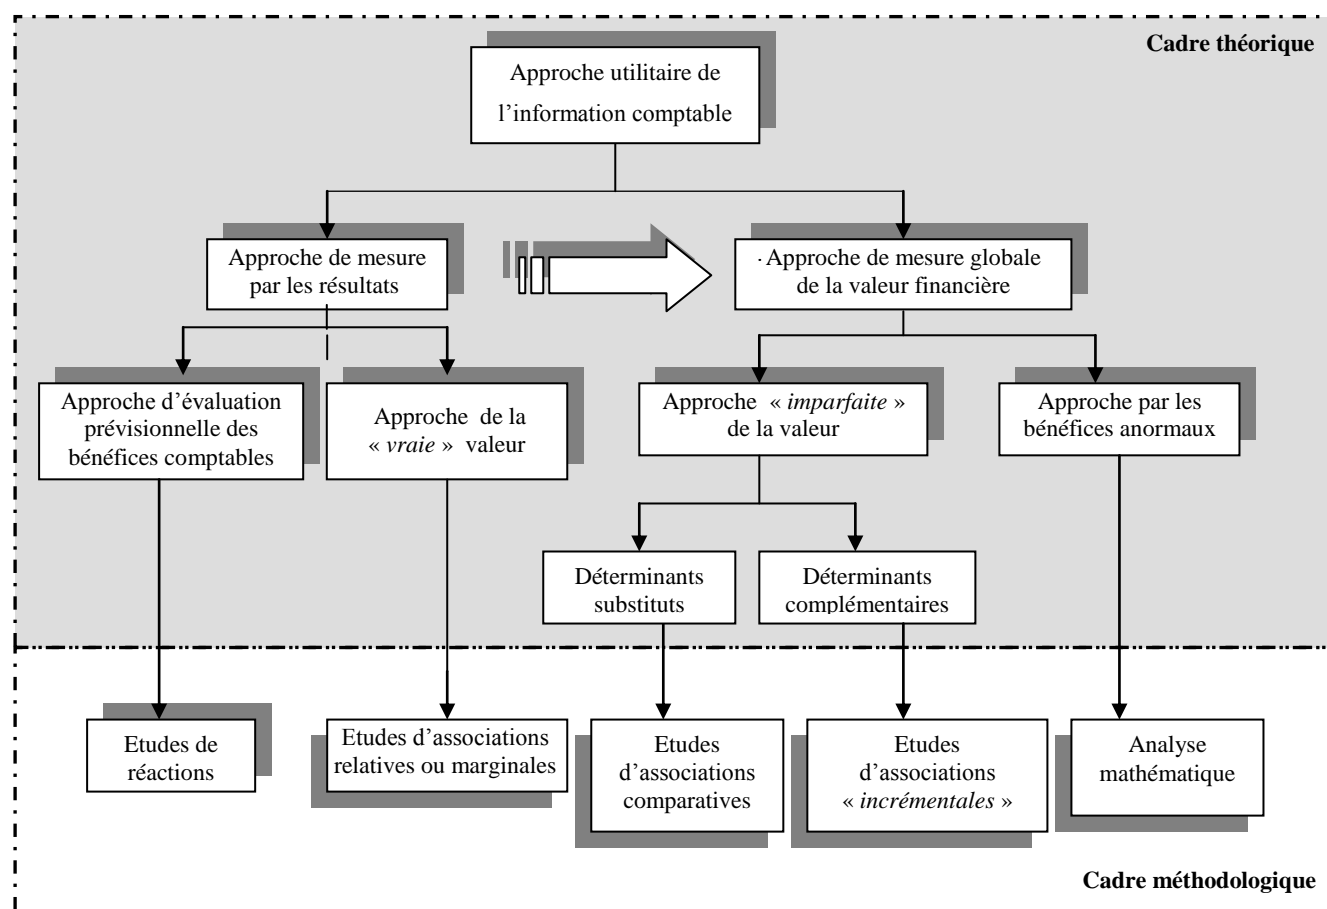 Cadre théorique
Approche utilitaire de
l’information comptable
Approche de mesure
par les résultats
. Approche de mesure globale
de la valeur financière
Approche d’évaluation
prévisionnelle des
bénéfices comptables
Approche de la
« vraie » valeur
Approche « imparfaite »
de la valeur
Approche par les
bénéfices anormaux
Déterminants
substituts
Déterminants
complémentaires
Etudes de
réactions
Etudes d’associations
relatives ou marginales
Etudes
d’associations
comparatives
Etudes
d’associations
« incrémentales »
Analyse
mathématique
Cadre méthodologique